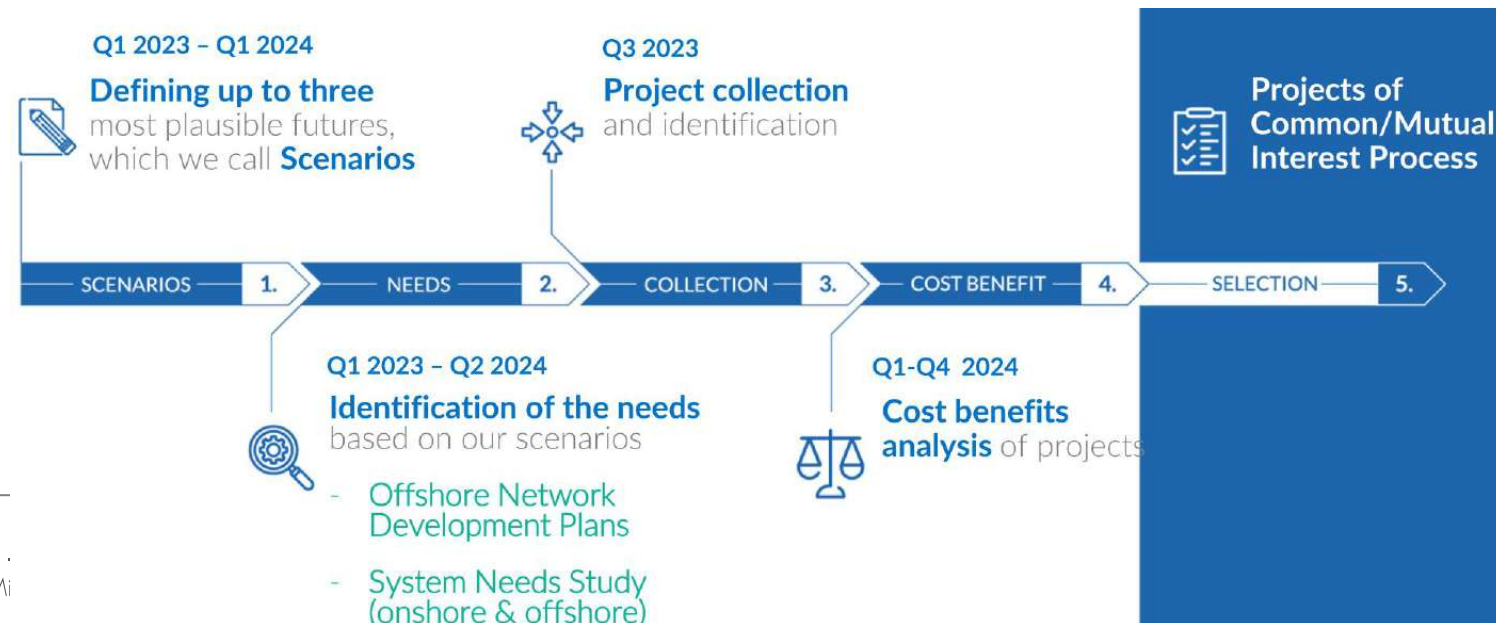 Q1 2023 – Q1 2024
Defining up to three
most plausible futures,
which we call Scenarios
Q3 2023
Project collection
and identification
Projects of
Common/Mutual
Interest Process
SCENARIOS 1.
NEEDS 2.
COLLECTION 3.
COST BENEFIT 4.
SELECTION 5.
Q1 2023 – Q2 2024
Identification of the needs
based on our scenarios
- Offshore Network
Development Plans
- System Needs Study
(onshore & offshore)
Q1-Q4 2024
Cost benefits
analysis of projects